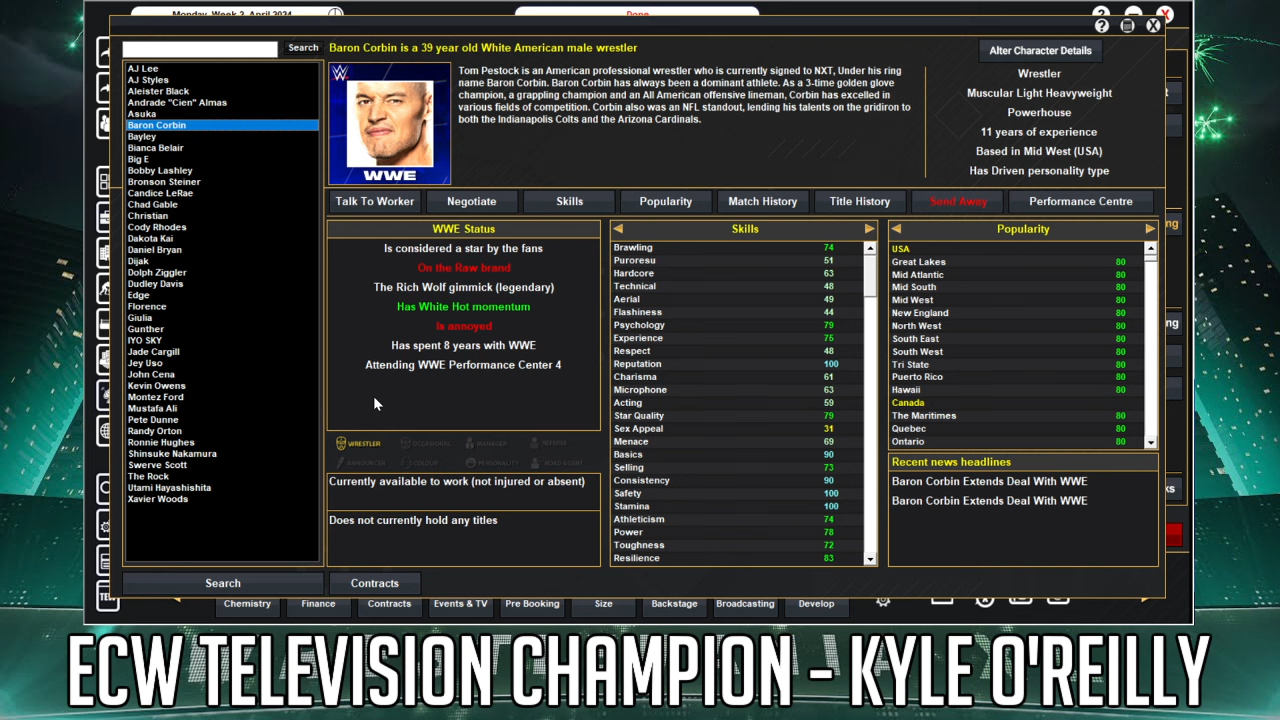 Monday, Week 2, April 2024
Done
Search
Baron Corbin is a 39 year old White American male wrestler
Alter Character Details
AJ Lee
AJ Styles
Aleister Black
Andrade "Cien" Almas
Asuka
Baron Corbin
Bayley
Bianca Belair
Big E
Bobby Lashley
Bronson Steiner
Candice LeRae
Chad Gable
Christian
Cody Rhodes
Dakota Kai
Daniel Bryan
Dijak
Dolph Ziggler
Dudley Davis
Edge
Florence
Giulia
Gunther
IYO SKY
Jade Cargill
Jey Uso
John Cena
Kevin Owens
Montez Ford
Mustafa Ali
Pete Dunne
Randy Orton
Ronnie Hughes
Shinsuke Nakamura
Swerve Scott
The Rock
Utami Hayashishita
Xavier Woods
Search
Contracts
W
WWE
Tom Pestock is an American professional wrestler who is currently signed to NXT, Under his ring
name Baron Corbin. Baron Corbin has always been a dominant athlete. As a 3-time golden glove
champion, a grappling champion and an All American offensive lineman, Corbin has excelled in
various fields of competition. Corbin also was an NFL standout, lending his talents on the gridiron to
both the Indianapolis Colts and the Arizona Cardinals.
Wrestler
Muscular Light Heavyweight
Powerhouse
11 years of experience
Based in Mid West (USA)
Has Driven personality type
Talk To Worker
Negotiate
Skills
Popularity
Match History
Title History
Send Away
Performance Centre
WWE Status
Is considered a star by the fans
On the Raw brand
The Rich Wolf gimmick (legendary)
Has White Hot momentum
Is annoyed
Has spent 8 years with WWE
Attending WWE Performance Center 4
WRESTLER OCCASIONAL MANAGER REFEREE
ANNOUNCER COLOUR PERSONALITY ROAD AGENT
Currently available to work (not injured or absent)
Does not currently hold any titles
Skills
Brawling 74
Puroresu 51
Hardcore 63
Technical 48
Aerial 49
Flashiness 44
Psychology 79
Experience 75
Respect 48
Reputation 100
Charisma 61
Microphone 63
Acting 59
Star Quality 79
Sex Appeal 31
Menace 69
Basics 90
Selling 73
Consistency 90
Safety 100
Stamina 100
Athleticism 74
Power 78
Toughness 72
Resilience 83
Popularity
USA
Great Lakes 80
Mid Atlantic 80
Mid South 80
Mid West 80
New England 80
North West 80
South East 80
South West 80
Tri State 80
Puerto Rico 80
Hawaii 80
Canada
The Maritimes 80
Quebec 80
Ontario 80
Recent news headlines
Baron Corbin Extends Deal With WWE
Baron Corbin Extends Deal With WWE
Chemistry
Finance
Contracts
Events & TV
Pre Booking
Size
Backstage
Broadcasting
Develop
ECW TELEVISION CHAMPION - KYLE O'REILLY